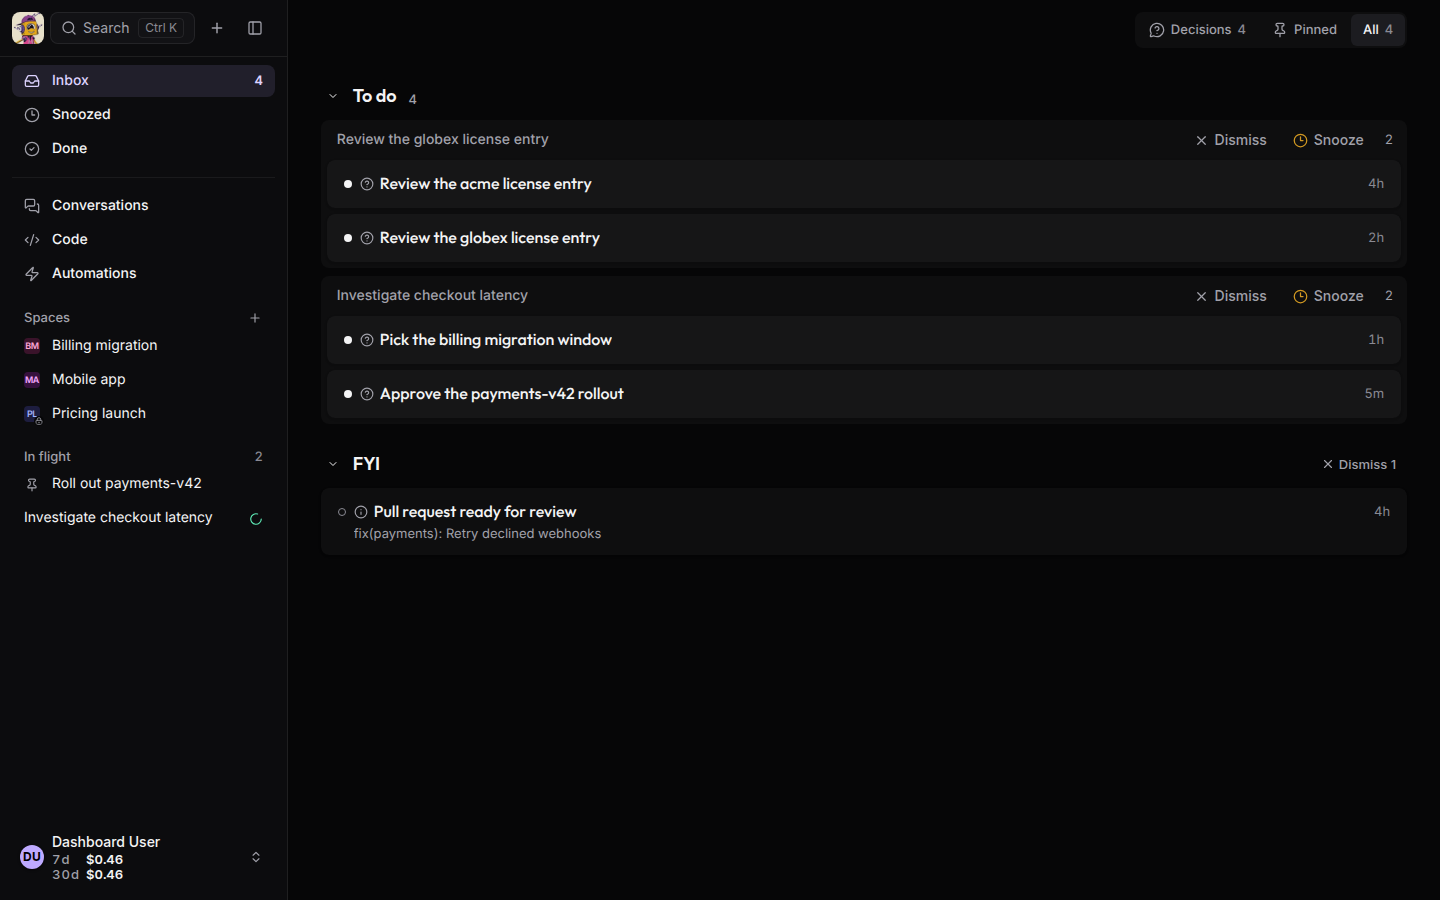 Search Ctrl K
Inbox 4
Snoozed
Done
Conversations
Code
Automations
Spaces
BM Billing migration
MA Mobile app
PL Pricing launch
In flight 2
Roll out payments-v42
Investigate checkout latency
DU Dashboard User
7d $0.46
30d $0.46
Decisions 4 Pinned All 4
To do 4
Review the globex license entry Dismiss Snooze 2
Review the acme license entry 4h
Review the globex license entry 2h
Investigate checkout latency Dismiss Snooze 2
Pick the billing migration window 1h
Approve the payments-v42 rollout 5m
FYI Dismiss 1
Pull request ready for review 4h
fix(payments): Retry declined webhooks